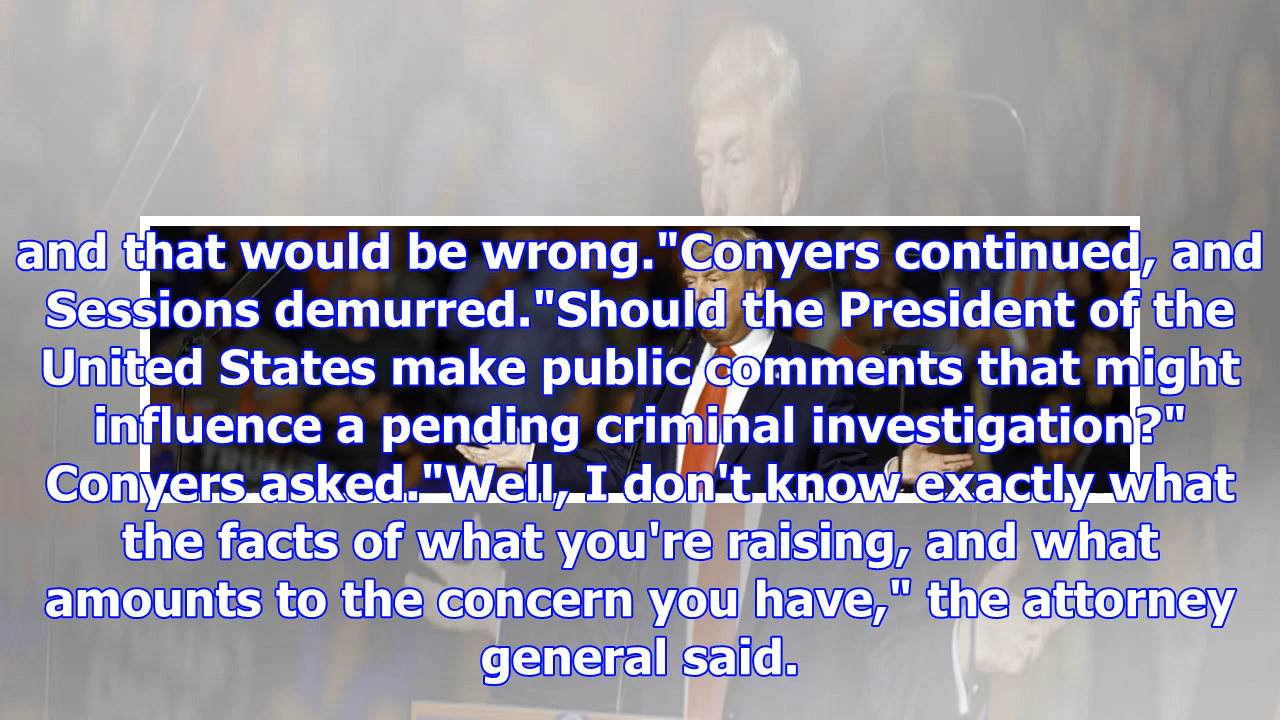 and that would be wrong."Conyers continued, and
Sessions demurred."Should the President of the
United States make public comments that might
influence a pending criminal investigation?"
Conyers asked."Well, I don't know exactly what
the facts of what you're raising, and what
amounts to the concern you have," the attorney
general said.